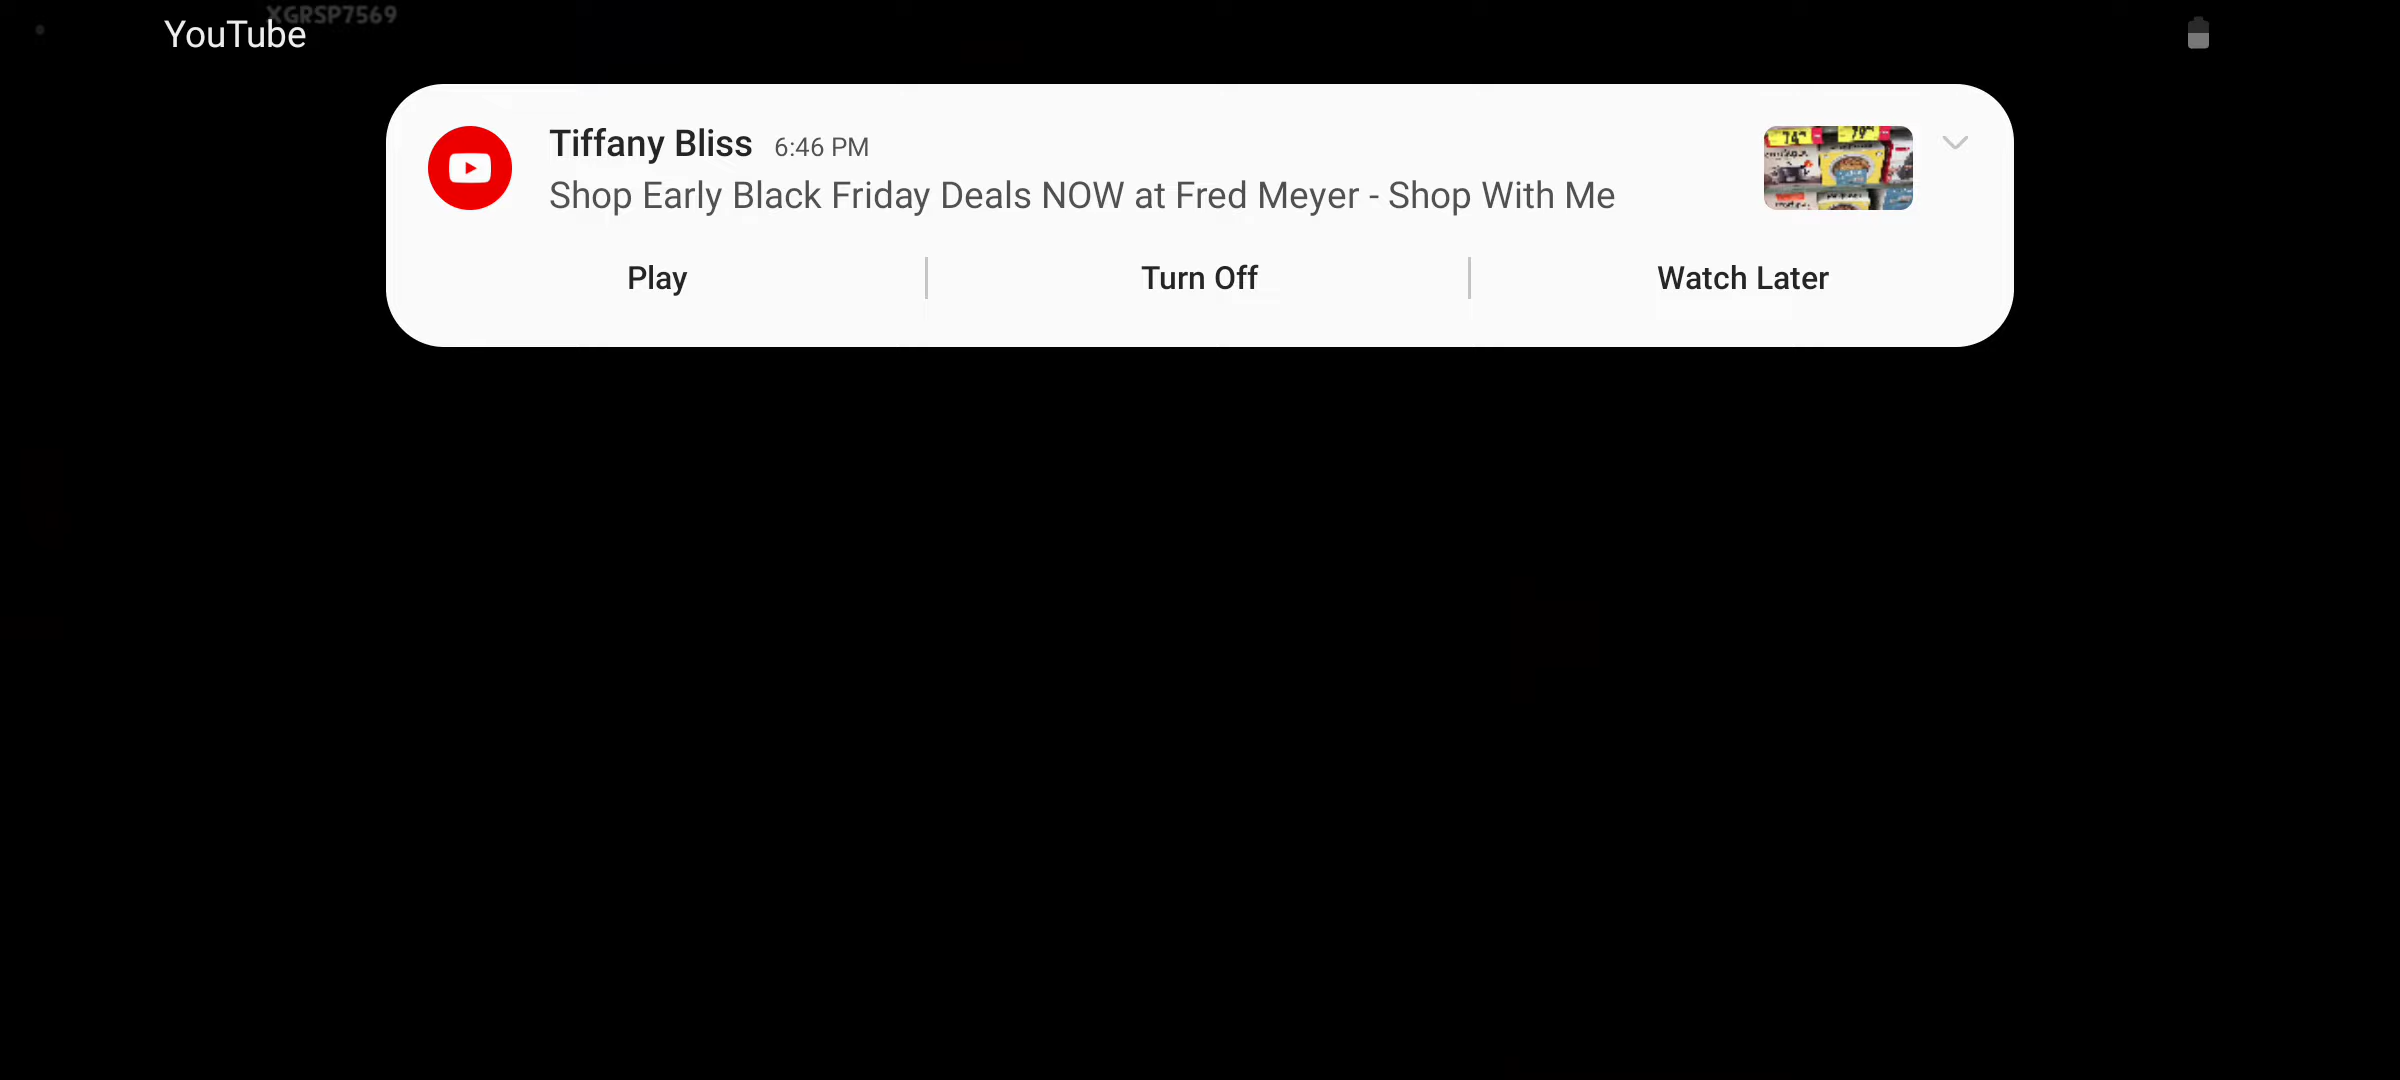 XGRSP7569
YouTube
Tiffany Bliss 6:46 PM
Shop Early Black Friday Deals NOW at Fred Meyer - Shop With Me
Play
Turn Off
Watch Later